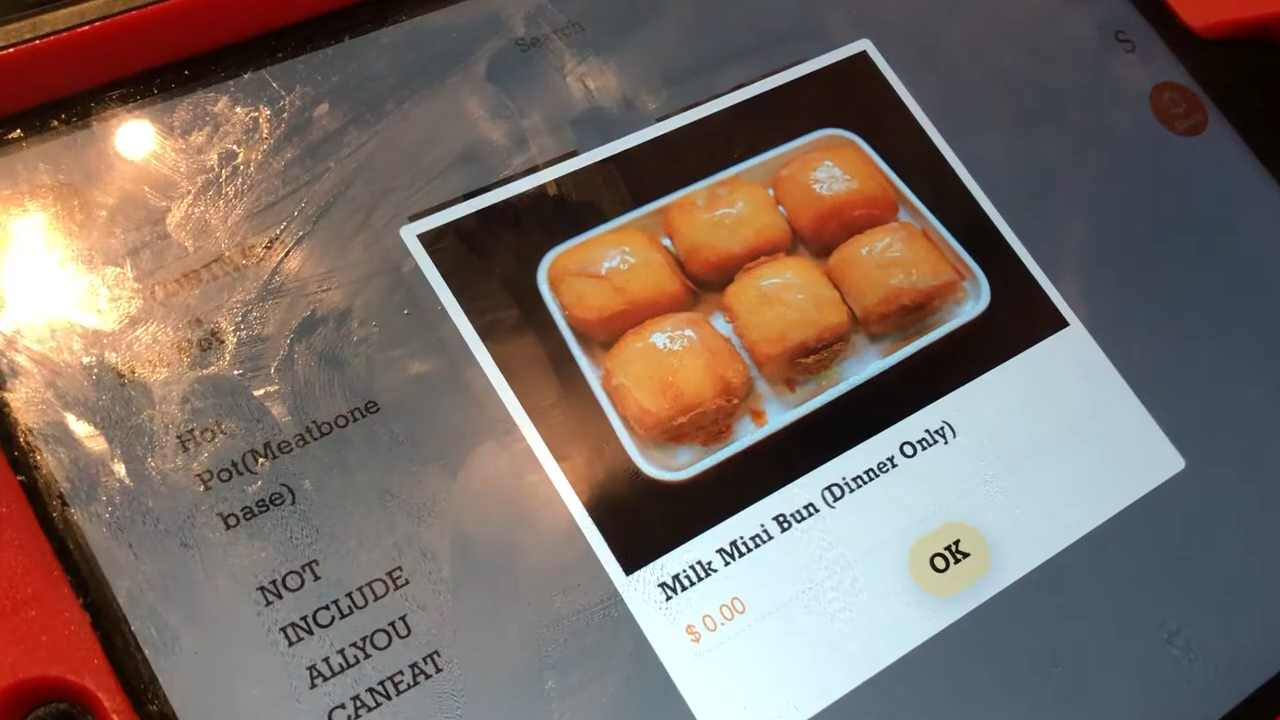 Search
$
Hot
Pot(Meatbone
base)
NOT
INCLUDE
ALLYOU
CANEAT
Milk Mini Bun (Dinner Only)
$ 0.00
OK